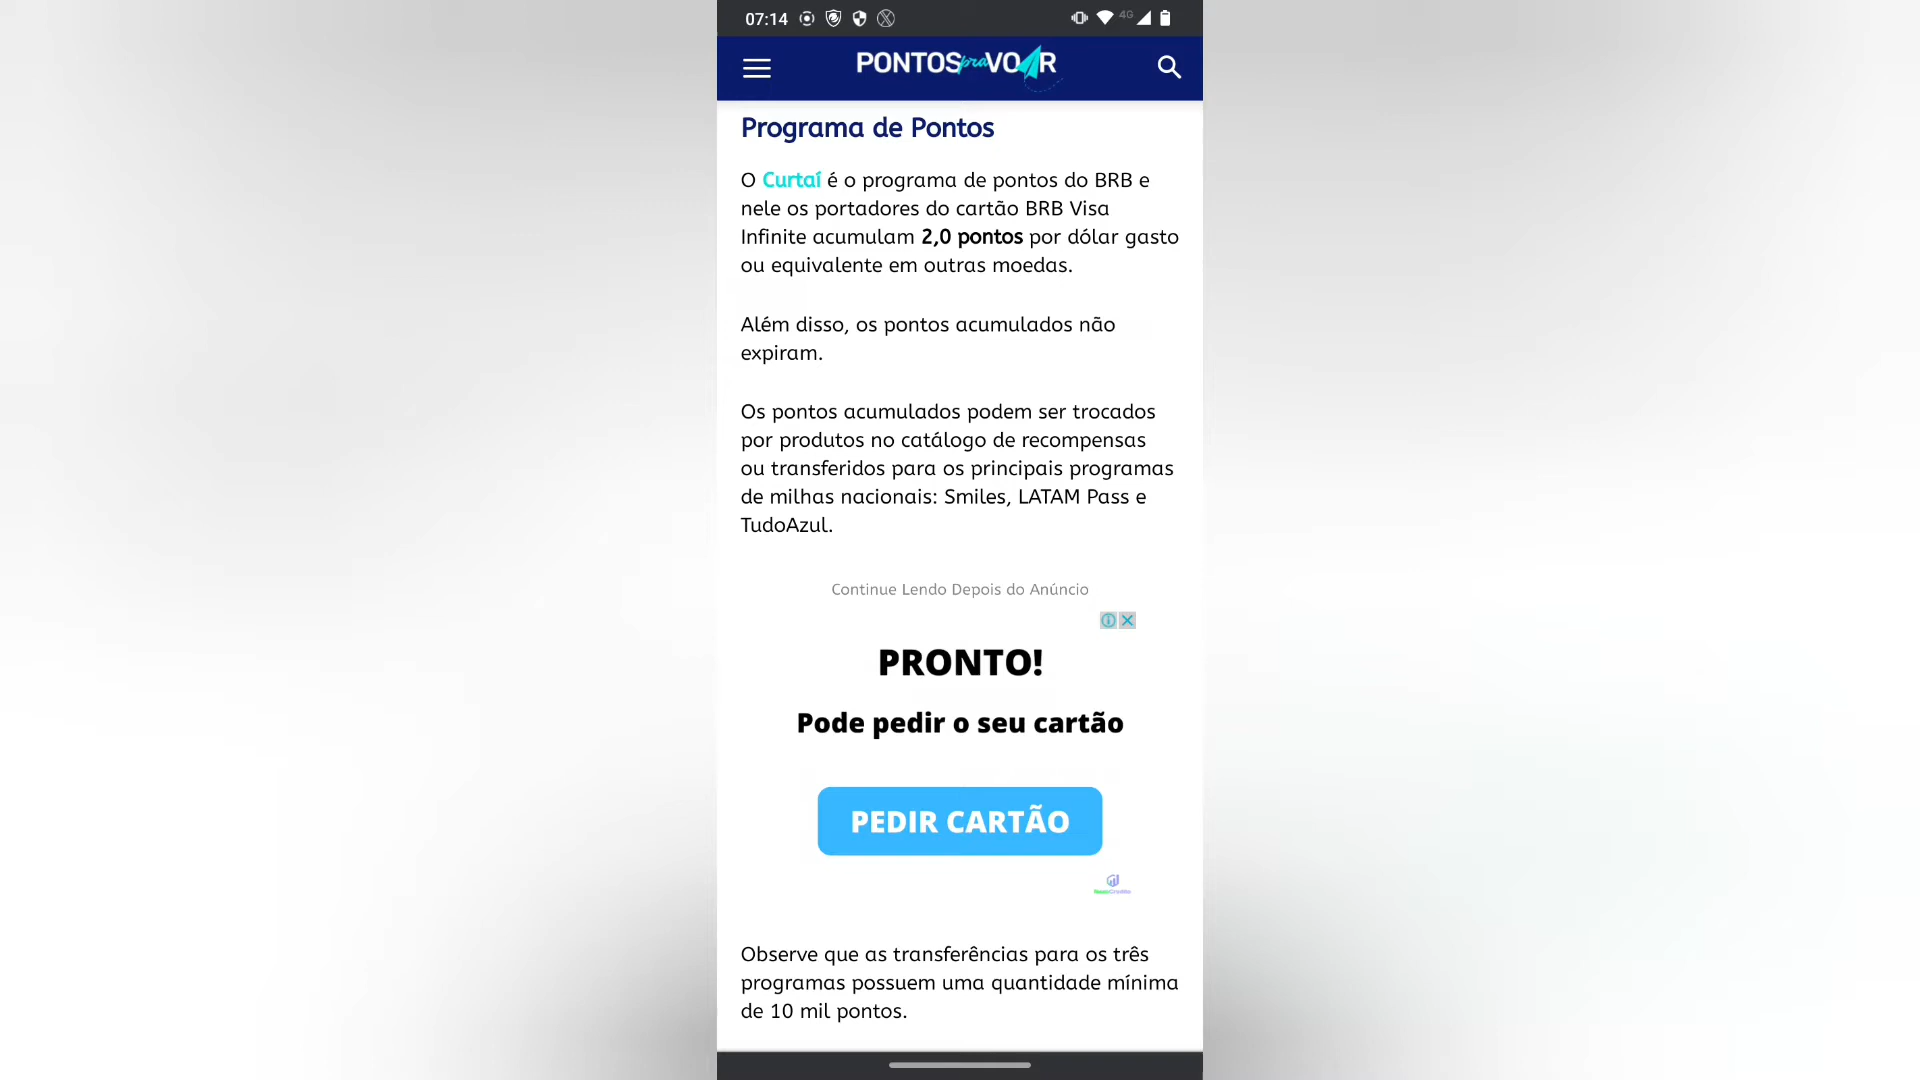 07:14
4G
PONTOS pra VOAR
Programa de Pontos
O Curtaí é o programa de pontos do BRB e
nele os portadores do cartão BRB Visa
Infinite acumulam 2,0 pontos por dólar gasto
ou equivalente em outras moedas.
Além disso, os pontos acumulados não
expiram.
Os pontos acumulados podem ser trocados
por produtos no catálogo de recompensas
ou transferidos para os principais programas
de milhas nacionais: Smiles, LATAM Pass e
TudoAzul.
Continue Lendo Depois do Anúncio
PRONTO!
Pode pedir o seu cartão
PEDIR CARTÃO
Observe que as transferências para os três
programas possuem uma quantidade mínima
de 10 mil pontos.